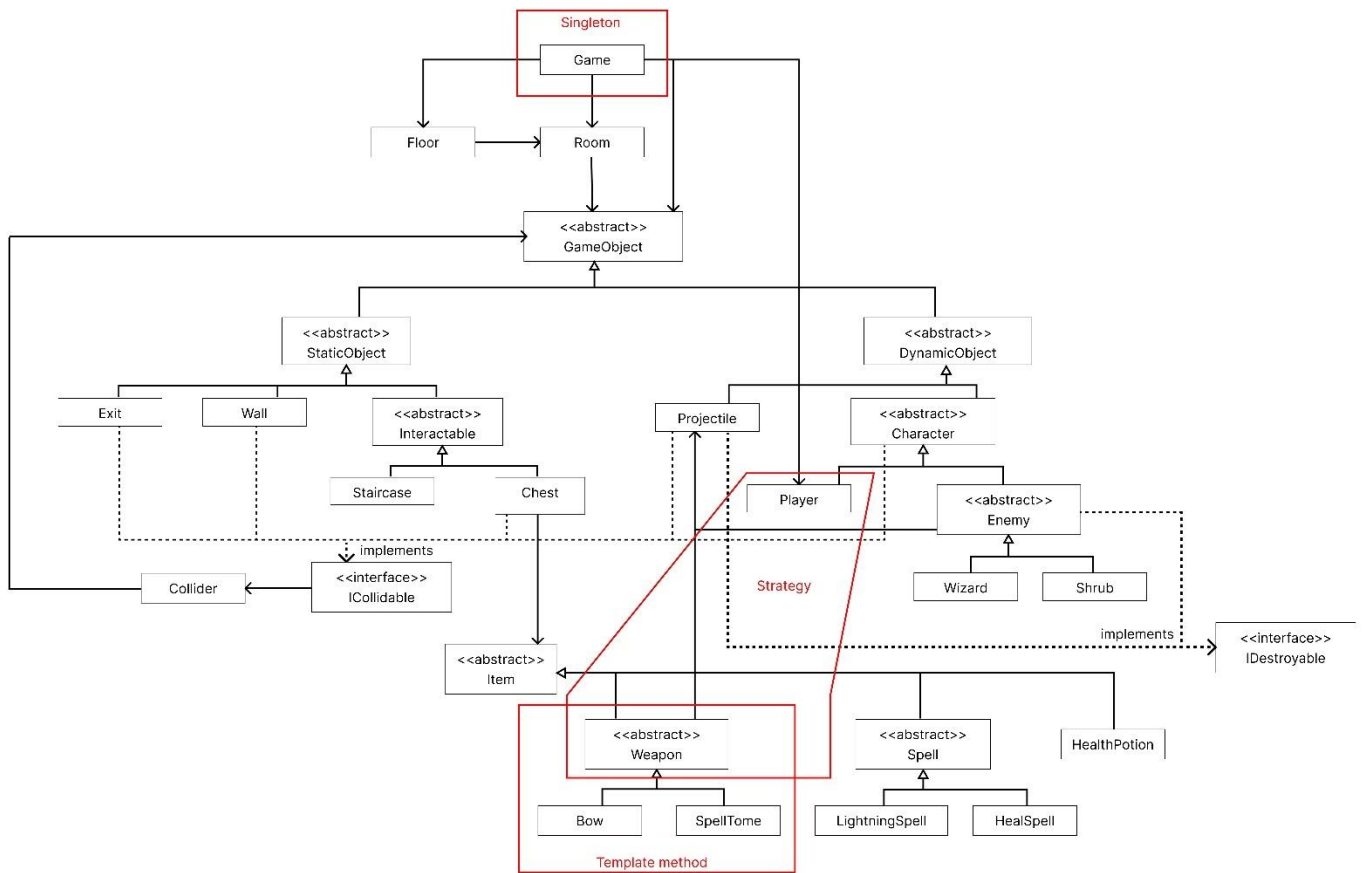 Singleton
Game
Floor
Room
<<abstract>>
GameObject
<<abstract>>
StaticObject
<<abstract>>
DynamicObject
Exit
Wall
<<abstract>>
Interactable
Projectile
<<abstract>>
Character
Staircase
Chest
Player
<<abstract>>
Enemy
implements
Collider
<<interface>>
ICollidable
Strategy
Wizard
Shrub
implements
<<interface>>
IDestroyable
<<abstract>>
Item
<<abstract>>
Weapon
<<abstract>>
Spell
HealthPotion
Bow
SpellTome
LightningSpell
HealSpell
Template method